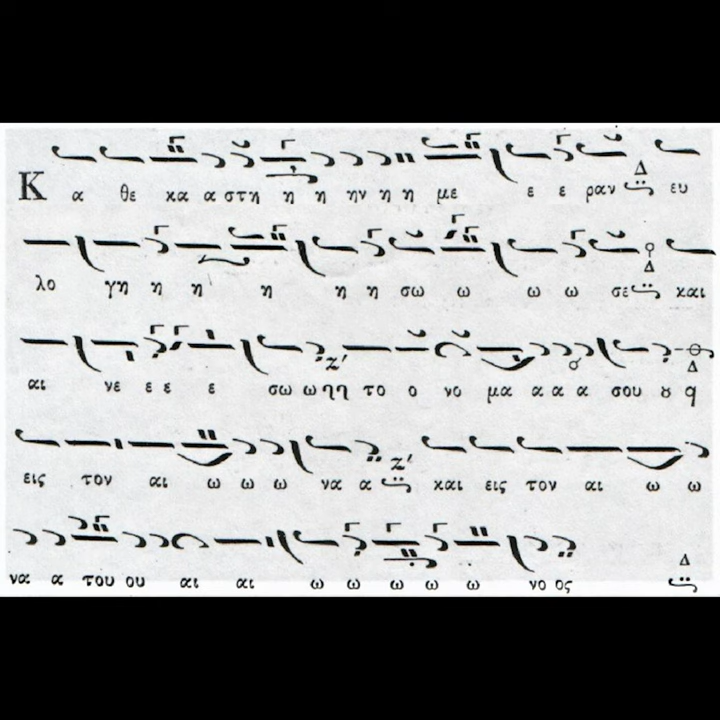 Κ α θε κα α στη η η ην η η με ε ε ραν Δ ευ
λο γη η η η η η σω ω ω ω σε Δ και
αι νε ε ε ε σω ω ηη το ο νο μα α α α σου ȣ q Δ
z'
εις τον αι ω ω ω να α z' και εις τον αι ω ω
να α του ου αι αι ω ω ω ω ω νο ος Δ